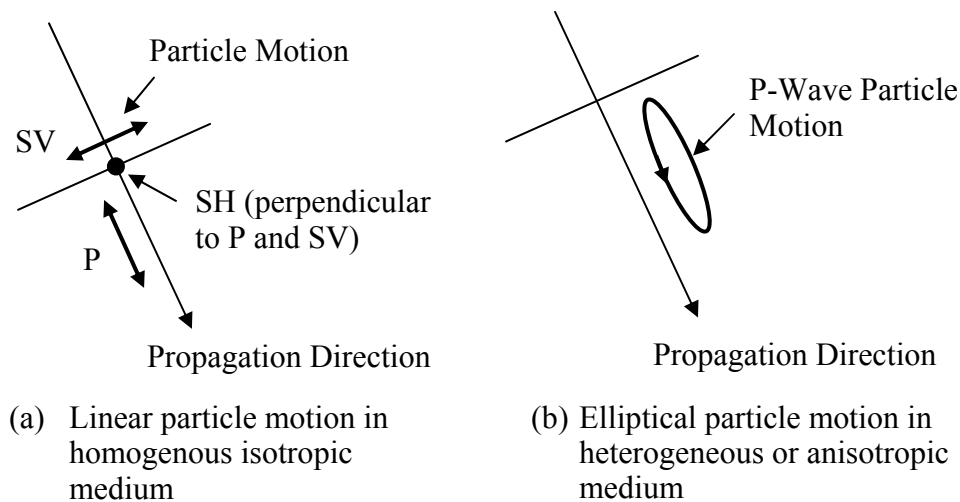 Particle Motion
SV
SH (perpendicular
to P and SV)
P
Propagation Direction
(a) Linear particle motion in
homogenous isotropic
medium
P-Wave Particle
Motion
Propagation Direction
(b) Elliptical particle motion in
heterogeneous or anisotropic
medium